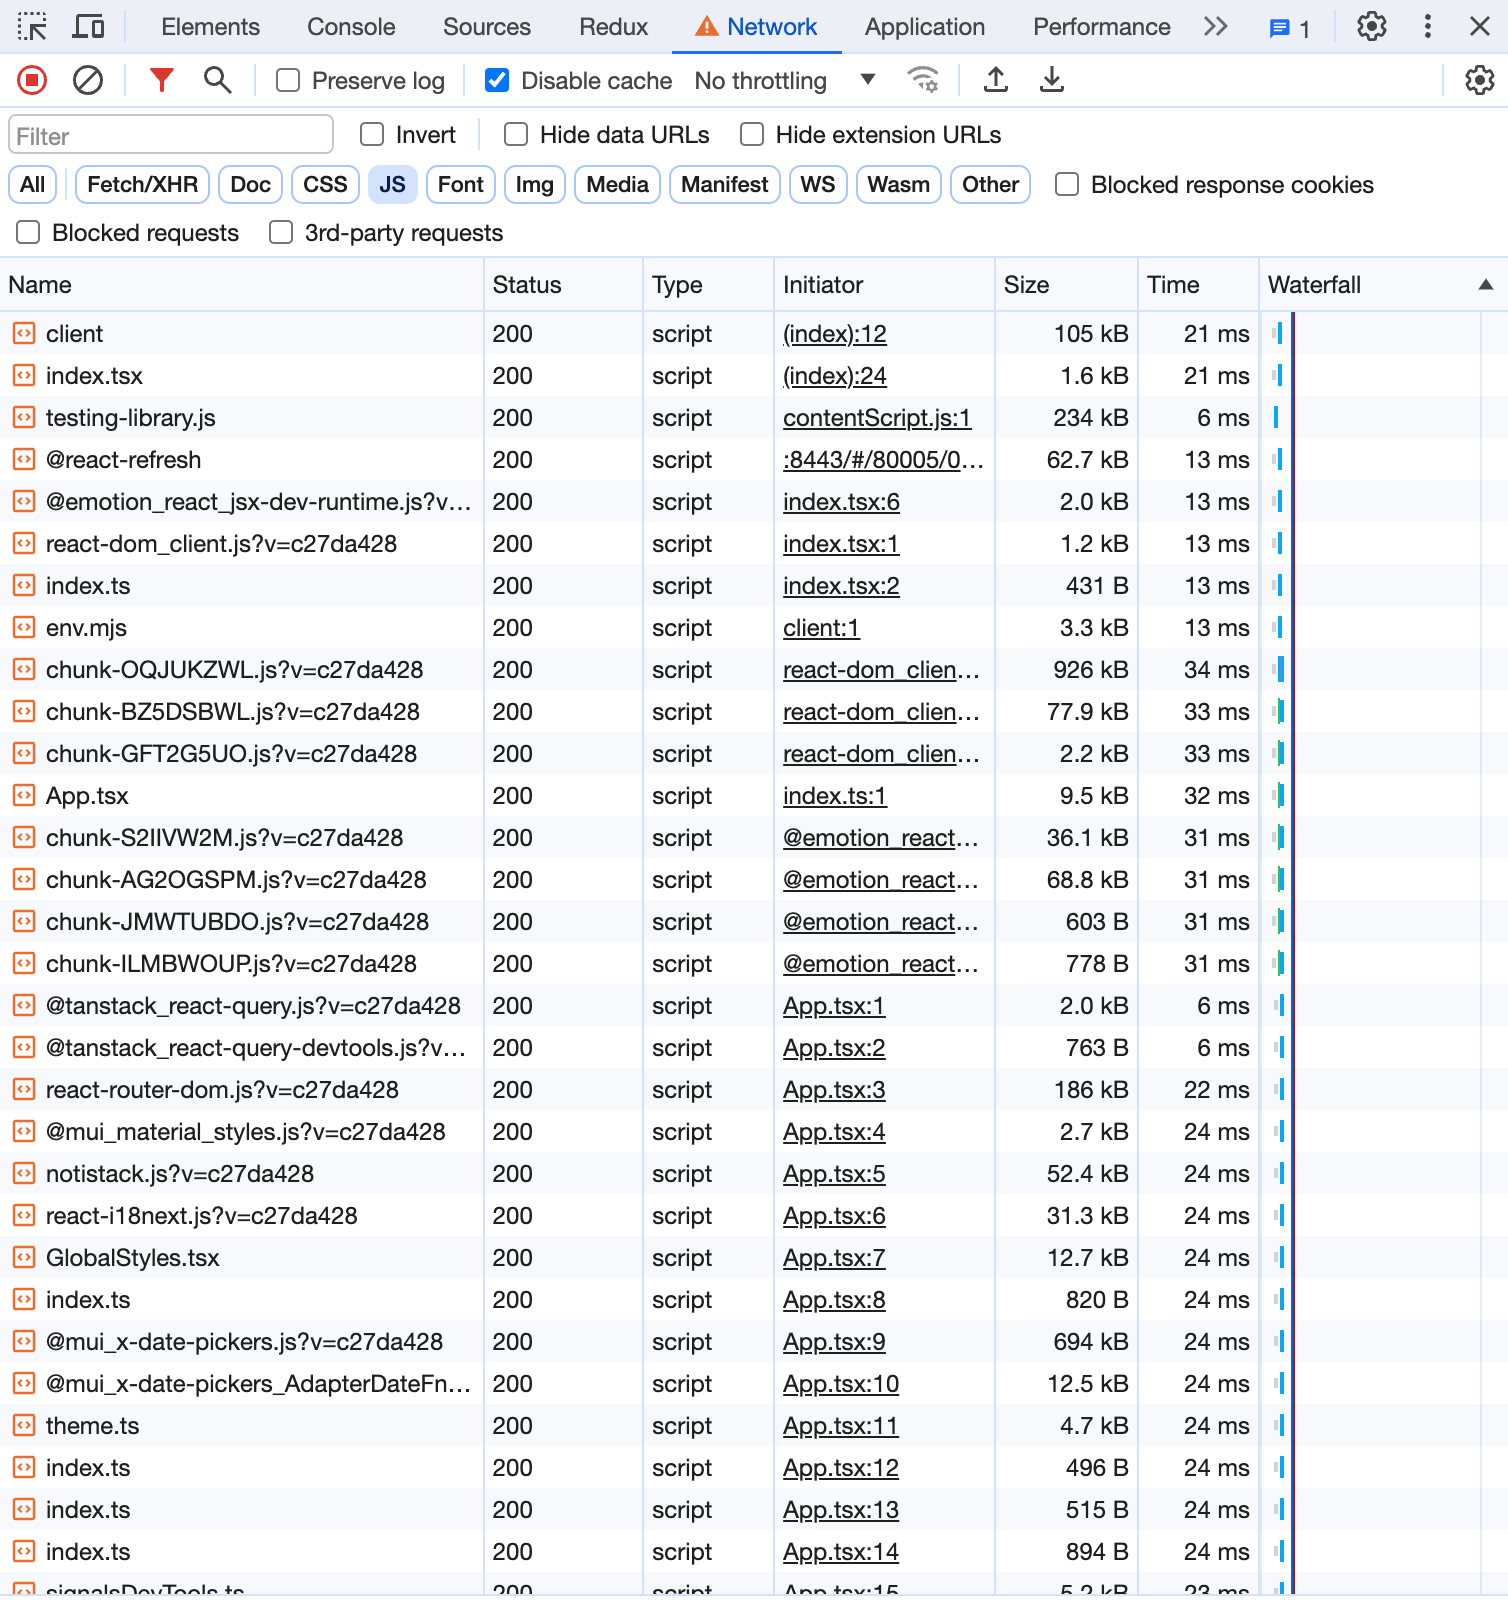 Elements Console Sources Redux Network Application Performance 1
Preserve log Disable cache No throttling
Filter Invert Hide data URLs Hide extension URLs
All Fetch/XHR Doc CSS JS Font Img Media Manifest WS Wasm Other Blocked response cookies
Blocked requests 3rd-party requests
Name Status Type Initiator Size Time Waterfall
client 200 script (index):12 105 kB 21 ms
index.tsx 200 script (index):24 1.6 kB 21 ms
testing-library.js 200 script contentScript.js:1 234 kB 6 ms
@react-refresh 200 script :8443/#/80005/0… 62.7 kB 13 ms
@emotion_react_jsx-dev-runtime.js?v… 200 script index.tsx:6 2.0 kB 13 ms
react-dom_client.js?v=c27da428 200 script index.tsx:1 1.2 kB 13 ms
index.ts 200 script index.tsx:2 431 B 13 ms
env.mjs 200 script client:1 3.3 kB 13 ms
chunk-OQJUKZWL.js?v=c27da428 200 script react-dom_clien… 926 kB 34 ms
chunk-BZ5DSBWL.js?v=c27da428 200 script react-dom_clien… 77.9 kB 33 ms
chunk-GFT2G5UO.js?v=c27da428 200 script react-dom_clien… 2.2 kB 33 ms
App.tsx 200 script index.ts:1 9.5 kB 32 ms
chunk-S2IIVW2M.js?v=c27da428 200 script @emotion_react… 36.1 kB 31 ms
chunk-AG2OGSPM.js?v=c27da428 200 script @emotion_react… 68.8 kB 31 ms
chunk-JMWTUBDO.js?v=c27da428 200 script @emotion_react… 603 B 31 ms
chunk-ILMBWOUP.js?v=c27da428 200 script @emotion_react… 778 B 31 ms
@tanstack_react-query.js?v=c27da428 200 script App.tsx:1 2.0 kB 6 ms
@tanstack_react-query-devtools.js?v… 200 script App.tsx:2 763 B 6 ms
react-router-dom.js?v=c27da428 200 script App.tsx:3 186 kB 22 ms
@mui_material_styles.js?v=c27da428 200 script App.tsx:4 2.7 kB 24 ms
notistack.js?v=c27da428 200 script App.tsx:5 52.4 kB 24 ms
react-i18next.js?v=c27da428 200 script App.tsx:6 31.3 kB 24 ms
GlobalStyles.tsx 200 script App.tsx:7 12.7 kB 24 ms
index.ts 200 script App.tsx:8 820 B 24 ms
@mui_x-date-pickers.js?v=c27da428 200 script App.tsx:9 694 kB 24 ms
@mui_x-date-pickers_AdapterDateFn… 200 script App.tsx:10 12.5 kB 24 ms
theme.ts 200 script App.tsx:11 4.7 kB 24 ms
index.ts 200 script App.tsx:12 496 B 24 ms
index.ts 200 script App.tsx:13 515 B 24 ms
index.ts 200 script App.tsx:14 894 B 24 ms
signalsDevTools.ts 200 script App.tsx:15 5.2 kB 23 ms